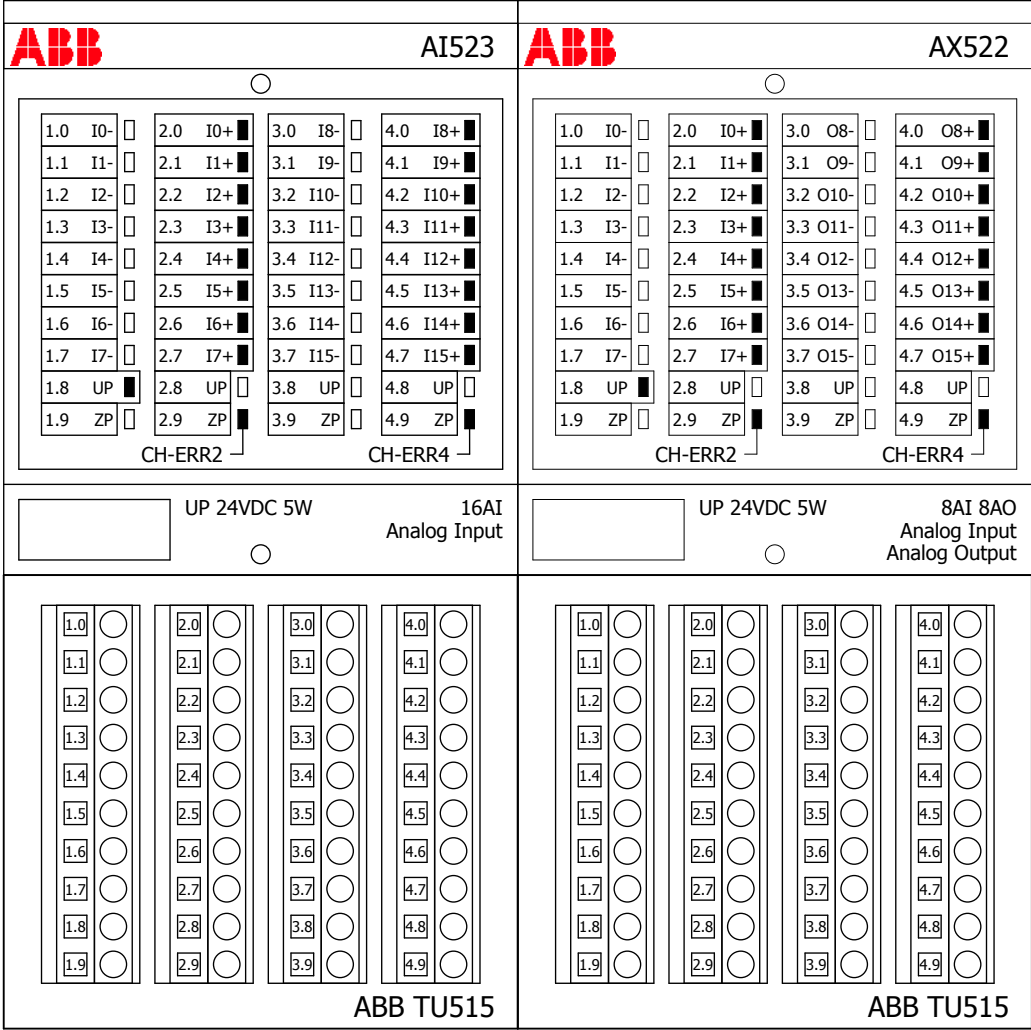 ABB AI523
1.0 I0- 2.0 I0+ 3.0 I8- 4.0 I8+
1.1 I1- 2.1 I1+ 3.1 I9- 4.1 I9+
1.2 I2- 2.2 I2+ 3.2 I10- 4.2 I10+
1.3 I3- 2.3 I3+ 3.3 I11- 4.3 I11+
1.4 I4- 2.4 I4+ 3.4 I12- 4.4 I12+
1.5 I5- 2.5 I5+ 3.5 I13- 4.5 I13+
1.6 I6- 2.6 I6+ 3.6 I14- 4.6 I14+
1.7 I7- 2.7 I7+ 3.7 I15- 4.7 I15+
1.8 UP 2.8 UP 3.8 UP 4.8 UP
1.9 ZP 2.9 ZP 3.9 ZP 4.9 ZP
CH-ERR2 CH-ERR4
UP 24VDC 5W 16AI
Analog Input
1.0 2.0 3.0 4.0
1.1 2.1 3.1 4.1
1.2 2.2 3.2 4.2
1.3 2.3 3.3 4.3
1.4 2.4 3.4 4.4
1.5 2.5 3.5 4.5
1.6 2.6 3.6 4.6
1.7 2.7 3.7 4.7
1.8 2.8 3.8 4.8
1.9 2.9 3.9 4.9
ABB TU515
ABB AX522
1.0 I0- 2.0 I0+ 3.0 O8- 4.0 O8+
1.1 I1- 2.1 I1+ 3.1 O9- 4.1 O9+
1.2 I2- 2.2 I2+ 3.2 O10- 4.2 O10+
1.3 I3- 2.3 I3+ 3.3 O11- 4.3 O11+
1.4 I4- 2.4 I4+ 3.4 O12- 4.4 O12+
1.5 I5- 2.5 I5+ 3.5 O13- 4.5 O13+
1.6 I6- 2.6 I6+ 3.6 O14- 4.6 O14+
1.7 I7- 2.7 I7+ 3.7 O15- 4.7 O15+
1.8 UP 2.8 UP 3.8 UP 4.8 UP
1.9 ZP 2.9 ZP 3.9 ZP 4.9 ZP
CH-ERR2 CH-ERR4
UP 24VDC 5W 8AI 8AO
Analog Input
Analog Output
1.0 2.0 3.0 4.0
1.1 2.1 3.1 4.1
1.2 2.2 3.2 4.2
1.3 2.3 3.3 4.3
1.4 2.4 3.4 4.4
1.5 2.5 3.5 4.5
1.6 2.6 3.6 4.6
1.7 2.7 3.7 4.7
1.8 2.8 3.8 4.8
1.9 2.9 3.9 4.9
ABB TU515